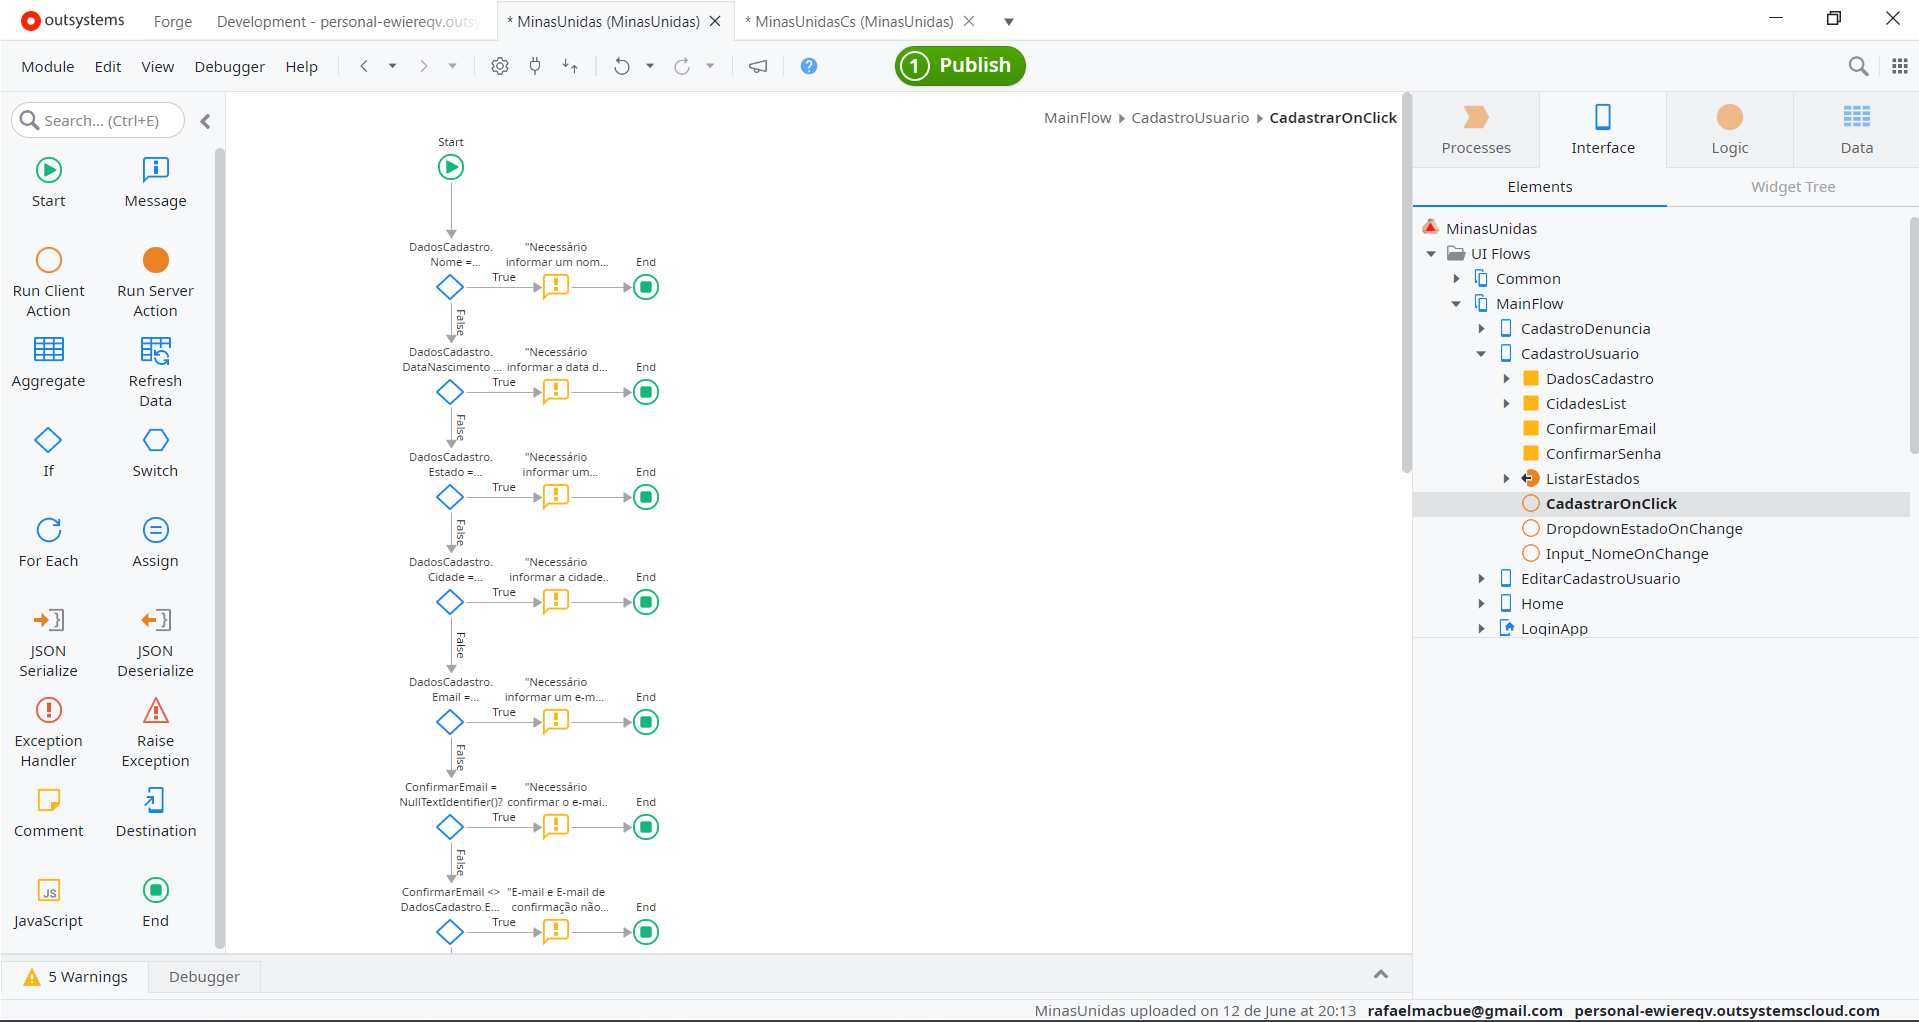 outsystems
Forge
Development - personal-ewiereqv.outs
* MinasUnidas (MinasUnidas)
* MinasUnidasCs (MinasUnidas)
Module Edit View Debugger Help
1 Publish
Search... (Ctrl+E)
Start
Message
Run Client
Action
Run Server
Action
Aggregate
Refresh
Data
If
Switch
For Each
Assign
JSON
Serialize
JSON
Deserialize
Exception
Handler
Raise
Exception
Comment
Destination
JS
JavaScript
End
MainFlow CadastroUsuario CadastrarOnClick
Start
DadosCadastro.
Nome =...
True
"Necessário
informar um nom...
End
False
DadosCadastro.
DataNascimento ...
True
"Necessário
informar a data d...
End
False
DadosCadastro.
Estado =...
True
"Necessário
informar um...
End
False
DadosCadastro.
Cidade =...
True
"Necessário
informar a cidade..
End
False
DadosCadastro.
Email =...
True
"Necessário
informar um e-m...
End
False
ConfirmarEmail =
NullTextIdentifier()?
True
"Necessário
confirmar o e-mai..
End
False
ConfirmarEmail <>
DadosCadastro.E...
True
"E-mail e E-mail de
confirmação não...
End
Processes
Interface
Logic
Data
Elements
Widget Tree
MinasUnidas
UI Flows
Common
MainFlow
CadastroDenuncia
CadastroUsuario
DadosCadastro
CidadesList
ConfirmarEmail
ConfirmarSenha
ListarEstados
CadastrarOnClick
DropdownEstadoOnChange
Input_NomeOnChange
EditarCadastroUsuario
Home
LoginApp
5 Warnings
Debugger
MinasUnidas uploaded on 12 de June at 20:13 rafaelmacbue@gmail.com personal-ewiereqv.outsystemscloud.com